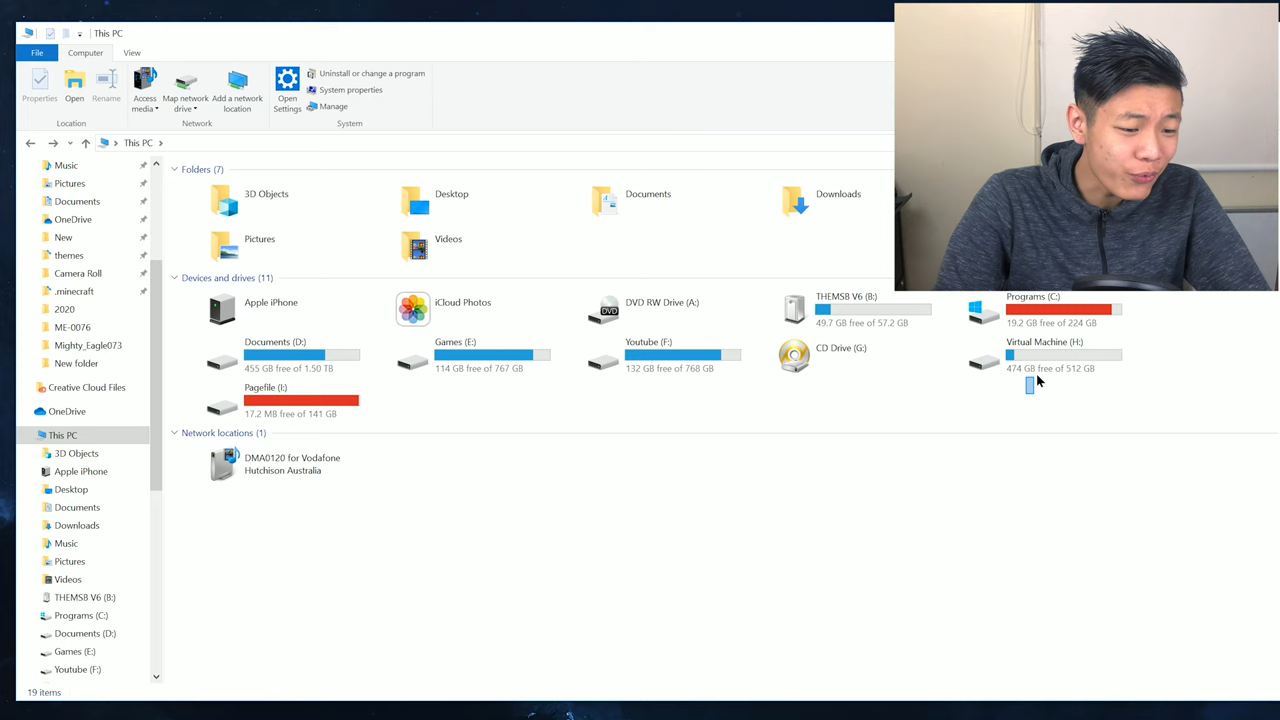 This PC
File
Computer
View
Properties
Open
Rename
Access media
Map network drive
Add a network location
Open Settings
Uninstall or change a program
System properties
Manage
Location
Network
System
This PC
Music
Pictures
Documents
OneDrive
New
themes
Camera Roll
.minecraft
2020
ME-0076
Mighty_Eagle073
New folder
Creative Cloud Files
OneDrive
This PC
3D Objects
Apple iPhone
Desktop
Documents
Downloads
Music
Pictures
Videos
THEMSB V6 (B:)
Programs (C:)
Documents (D:)
Games (E:)
Youtube (F:)
19 items
Folders (7)
3D Objects
Desktop
Documents
Downloads
Pictures
Videos
Devices and drives (11)
Apple iPhone
iCloud Photos
DVD
DVD RW Drive (A:)
THEMSB V6 (B:)
49.7 GB free of 57.2 GB
Programs (C:)
19.2 GB free of 224 GB
Documents (D:)
455 GB free of 1.50 TB
Games (E:)
114 GB free of 767 GB
Youtube (F:)
132 GB free of 768 GB
CD Drive (G:)
Virtual Machine (H:)
474 GB free of 512 GB
Pagefile (I:)
17.2 MB free of 141 GB
Network locations (1)
DMA0120 for Vodafone
Hutchison Australia